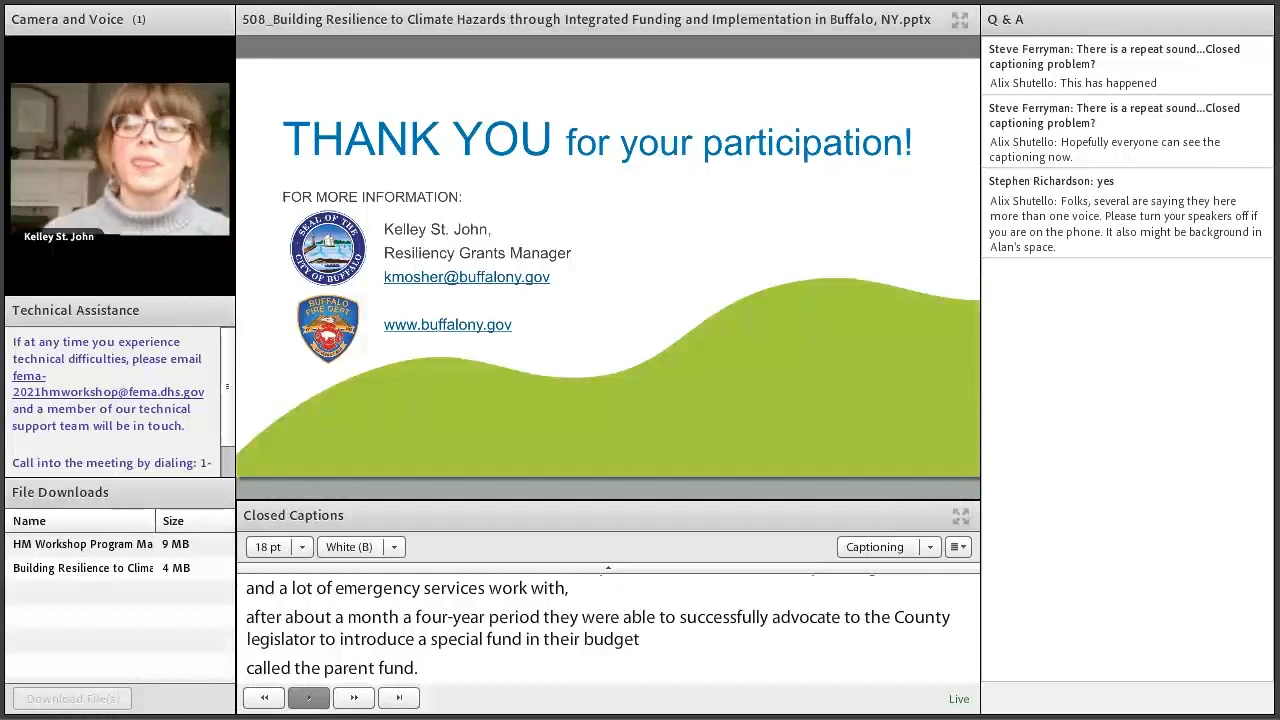 Camera and Voice (1)
Kelley St. John
Technical Assistance
If at any time you experience
technical difficulties, please email
fema-
2021hmworkshop@fema.dhs.gov
and a member of our technical
support team will be in touch.
Call into the meeting by dialing: 1-
File Downloads
Name Size
HM Workshop Program Ma 9 MB
Building Resilience to Clima 4 MB
Download File(s)
508_Building Resilience to Climate Hazards through Integrated Funding and Implementation in Buffalo, NY.pptx
THANK YOU for your participation!
FOR MORE INFORMATION:
SEAL OF THE
CITY OF BUFFALO
Kelley St. John,
Resiliency Grants Manager
kmosher@buffalony.gov
BUFFALO
FIRE DEPT
www.buffalony.gov
Closed Captions
18 pt White (B) Captioning
and a lot of emergency services work with,
after about a month a four-year period they were able to successfully advocate to the County
legislator to introduce a special fund in their budget
called the parent fund.
Live
Q & A
Steve Ferryman: There is a repeat sound...Closed
captioning problem?
Alix Shutello: This has happened
Steve Ferryman: There is a repeat sound...Closed
captioning problem?
Alix Shutello: Hopefully everyone can see the
captioning now.
Stephen Richardson: yes
Alix Shutello: Folks, several are saying they here
more than one voice. Please turn your speakers off if
you are on the phone. It also might be background in
Alan's space.